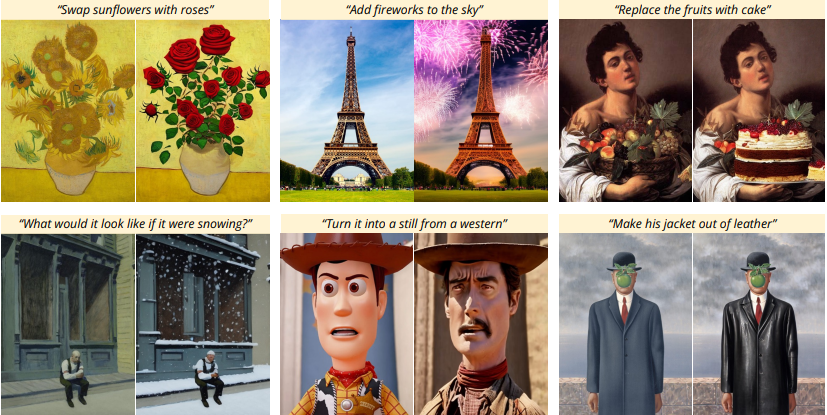 “Swap sunflowers with roses”
“Add fireworks to the sky”
“Replace the fruits with cake”
“What would it look like if it were snowing?”
“Turn it into a still from a western”
“Make his jacket out of leather”